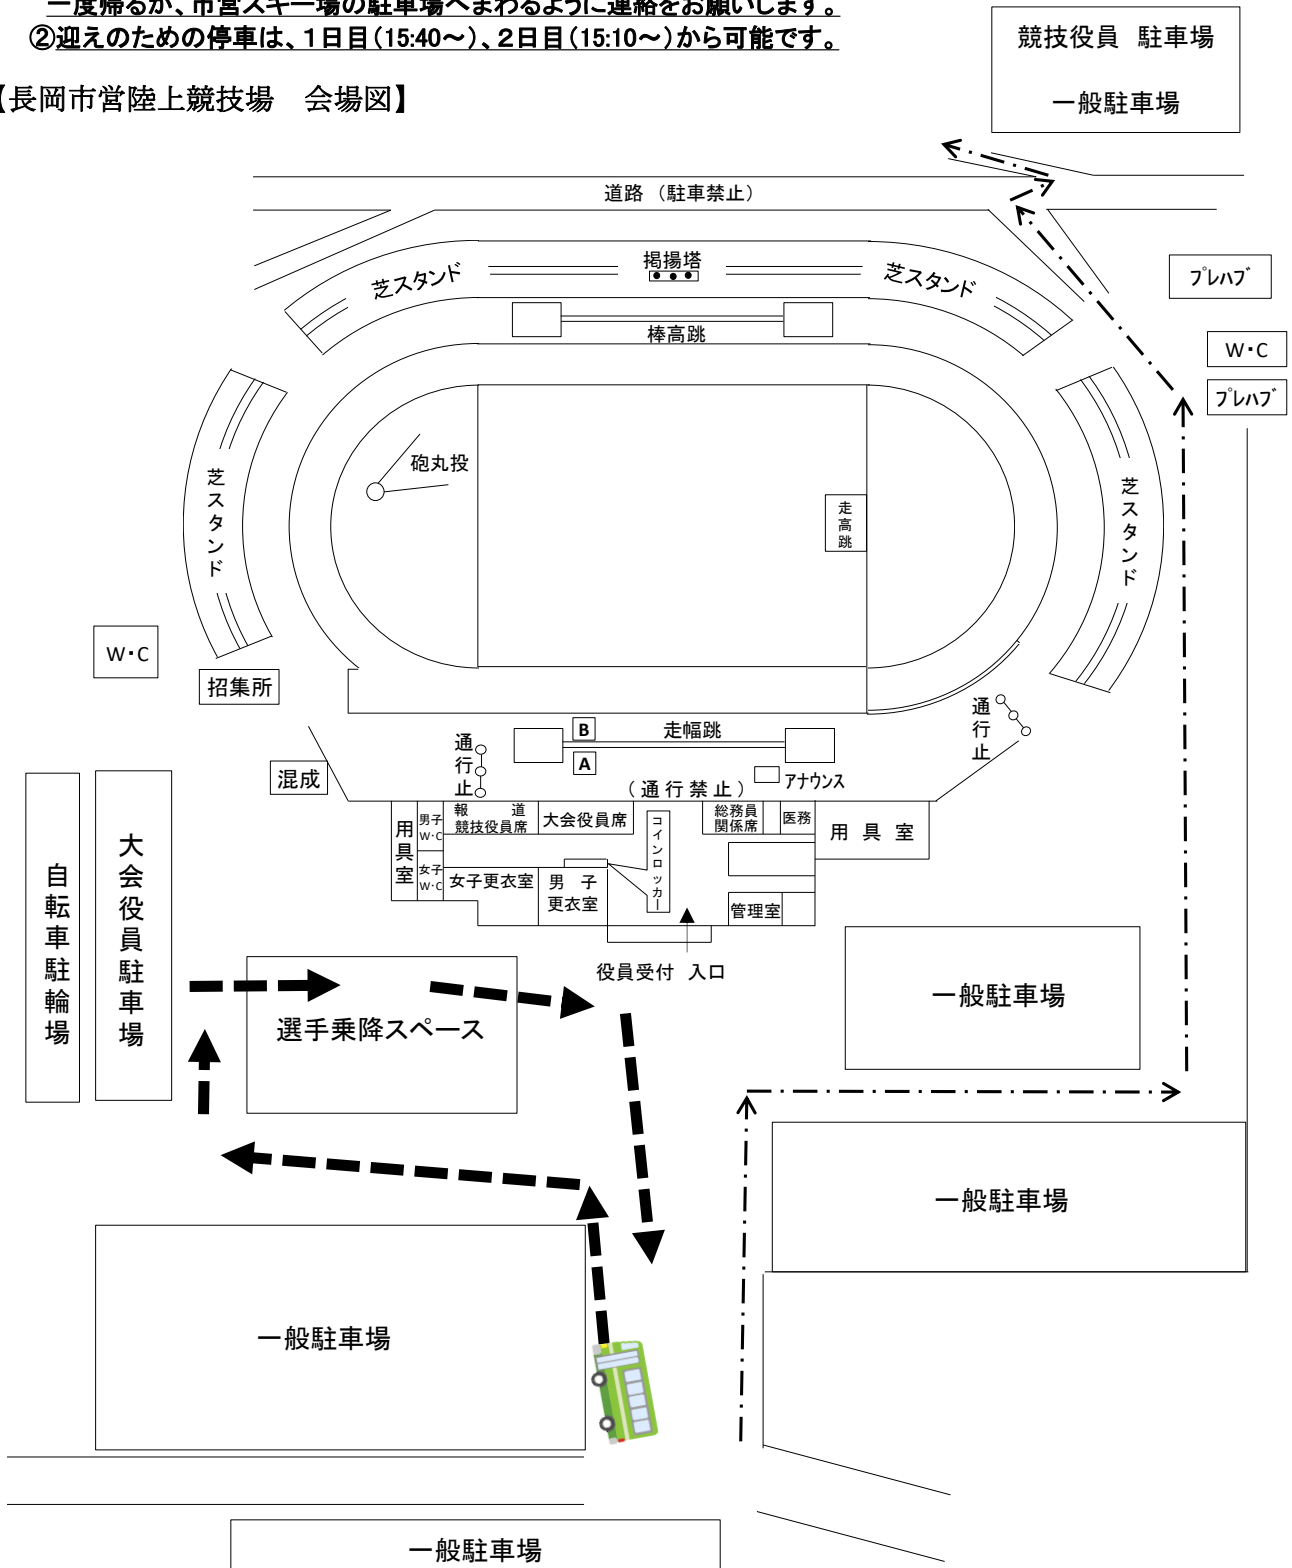 一度帰るか、市営スキー場の駐車場へまわるように連絡をお願いします。
②迎えのための停車は、1日目(15:40～)、2日目(15:10～)から可能です。
【長岡市営陸上競技場　会場図】
競技役員　駐車場
一般駐車場
道路 （駐車禁止）
掲揚塔
芝スタンド
芝スタンド
棒高跳
プレハブ
W・C
プレハブ
砲丸投
走高跳
芝スタンド
芝スタンド
W・C
招集所
混成
通行止
B
走幅跳
A
通行止
アナウンス
（通行禁止）
用具室
男子
W・C
女子
W・C
報　道
競技役員席
大会役員席
コインロッカー
総務員
関係席
医務
用 具 室
女子更衣室
男　子
更衣室
管理室
役員受付 入口
自転車駐輪場
大会役員駐車場
選手乗降スペース
一般駐車場
一般駐車場
一般駐車場
一般駐車場